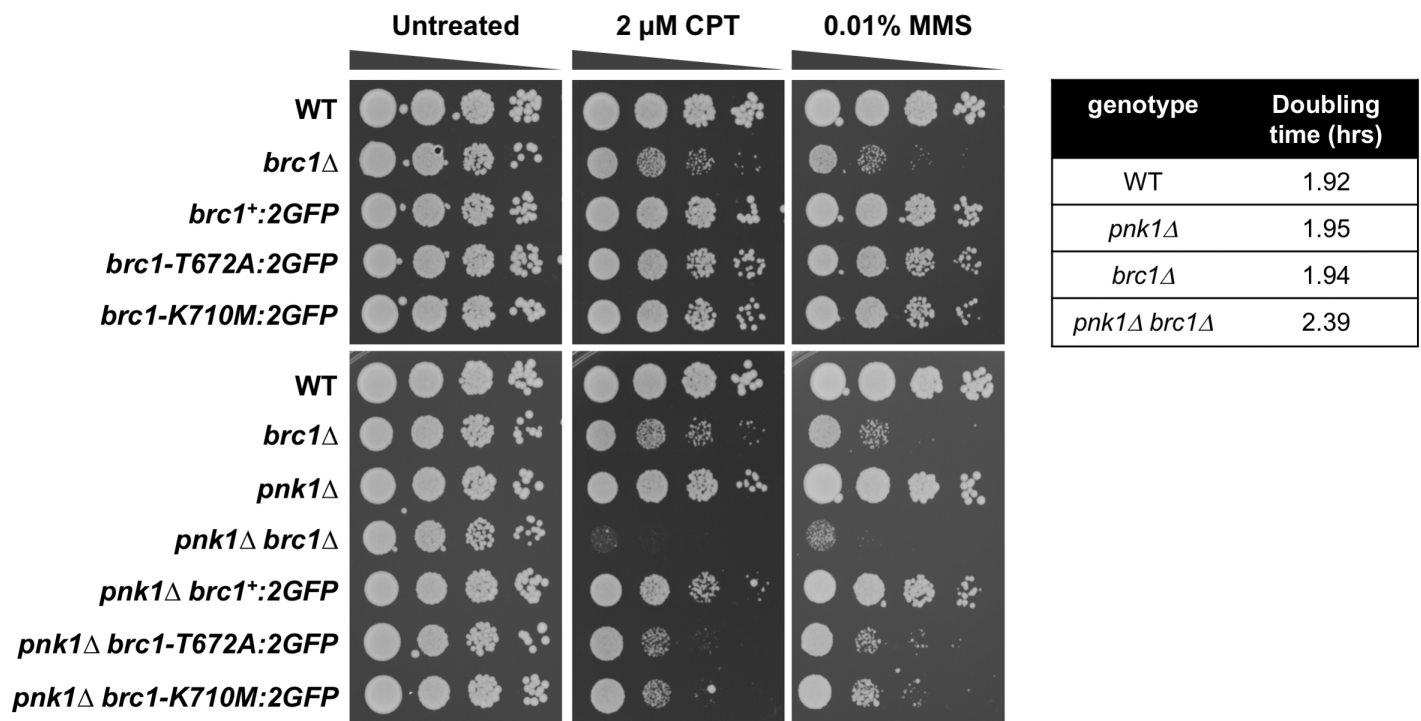 Untreated 2 µM CPT 0.01% MMS
WT
brc1Δ
brc1⁺:2GFP
brc1-T672A:2GFP
brc1-K710M:2GFP
WT
brc1Δ
pnk1Δ
pnk1Δ brc1Δ
pnk1Δ brc1⁺:2GFP
pnk1Δ brc1-T672A:2GFP
pnk1Δ brc1-K710M:2GFP
genotype Doubling
time (hrs)
WT 1.92
pnk1Δ 1.95
brc1Δ 1.94
pnk1Δ brc1Δ 2.39